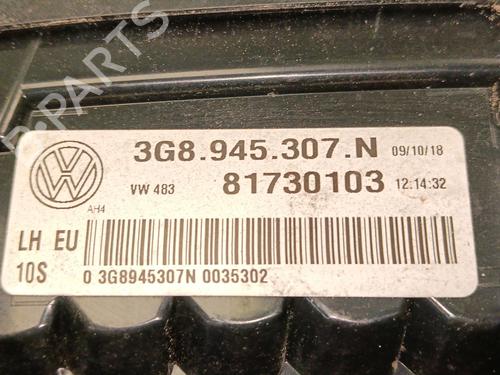 B-PARTS
3G8.945.307.N 09/10/18
VW 483 81730103 12:14:32
AH4
LH EU
10S 0 3G8945307N 0035302